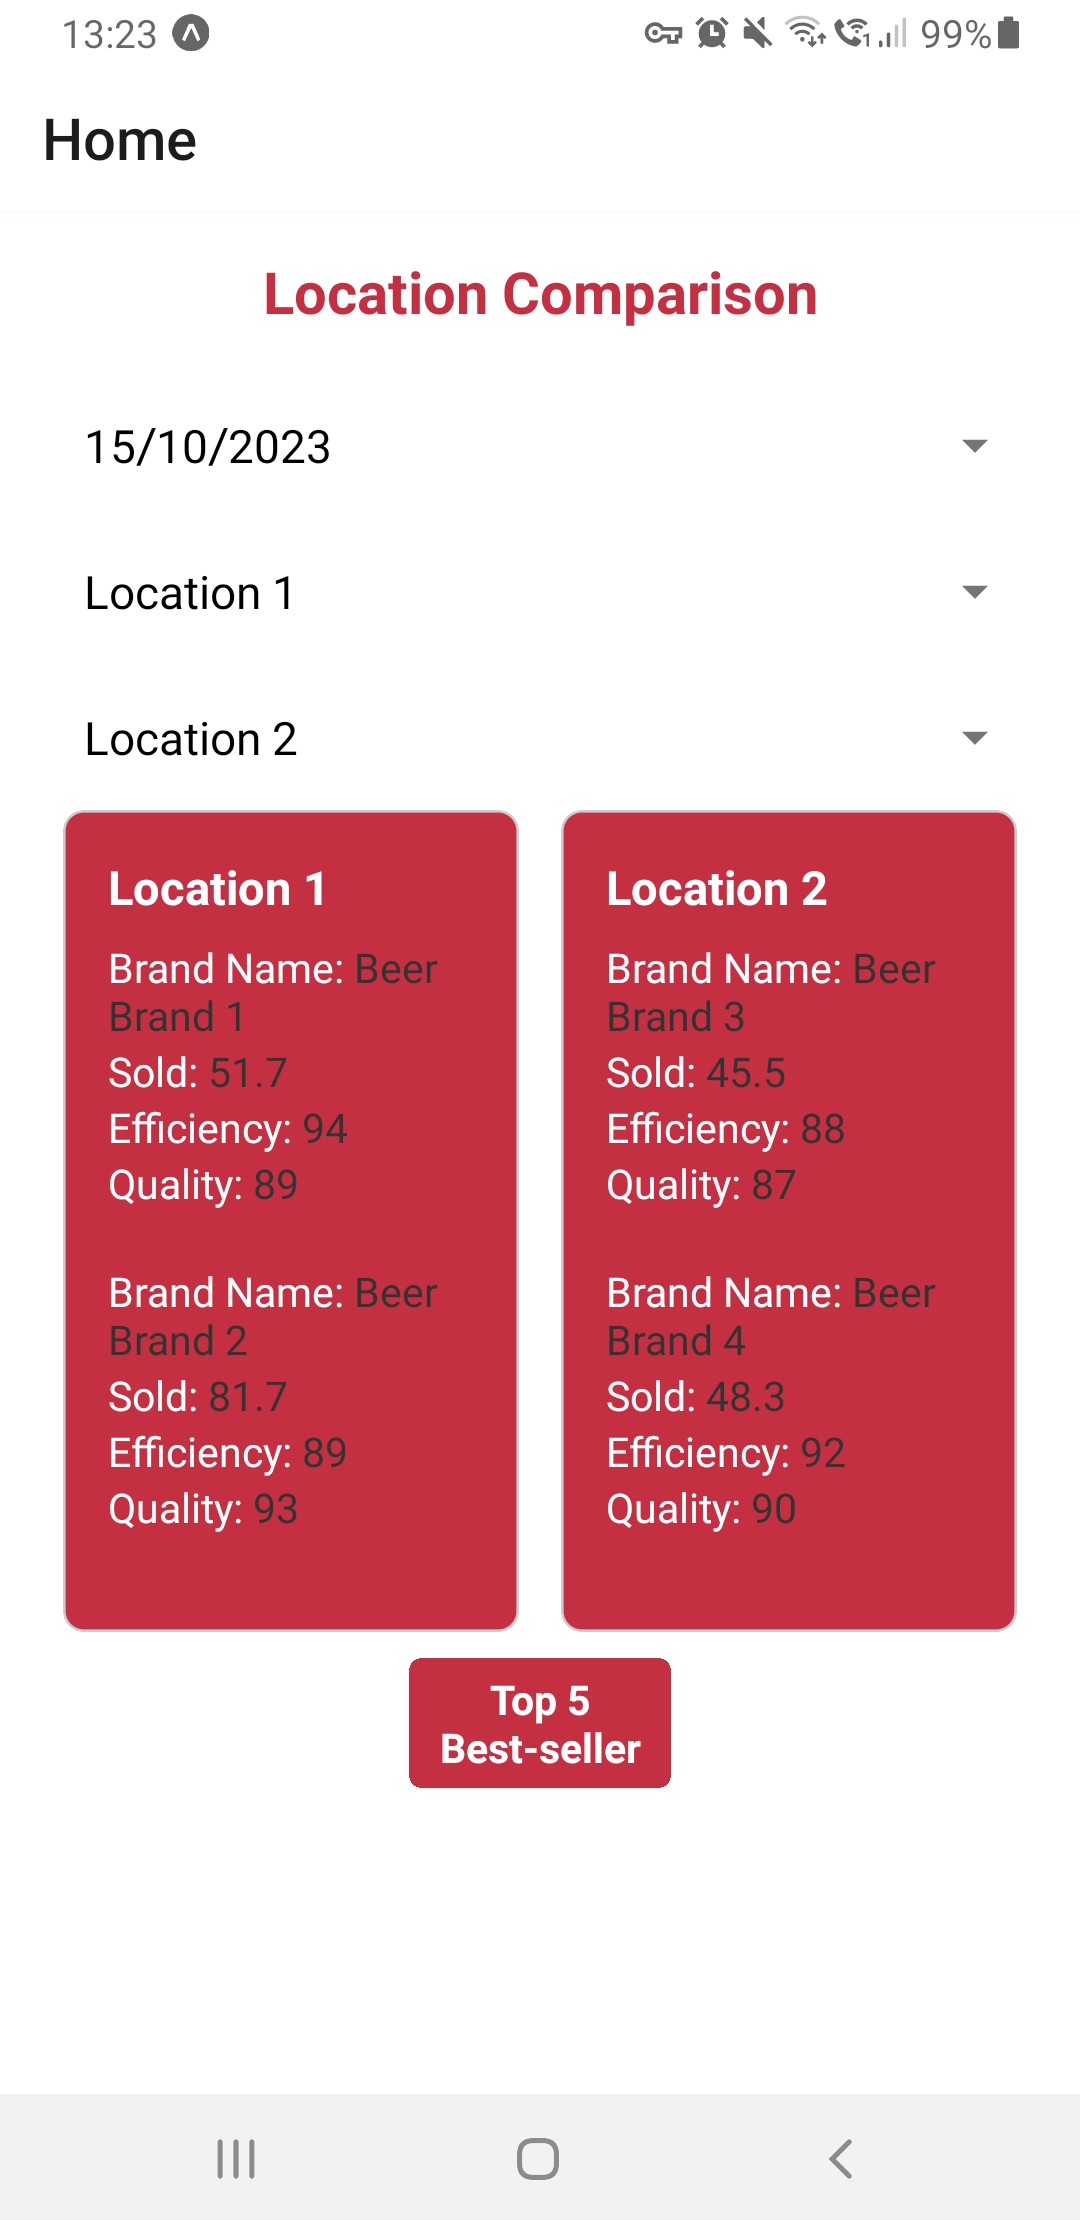 13:23
99%
Home
Location Comparison
15/10/2023
Location 1
Location 2
Location 1
Brand Name: Beer
Brand 1
Sold: 51.7
Efficiency: 94
Quality: 89
Brand Name: Beer
Brand 2
Sold: 81.7
Efficiency: 89
Quality: 93
Location 2
Brand Name: Beer
Brand 3
Sold: 45.5
Efficiency: 88
Quality: 87
Brand Name: Beer
Brand 4
Sold: 48.3
Efficiency: 92
Quality: 90
Top 5
Best-seller